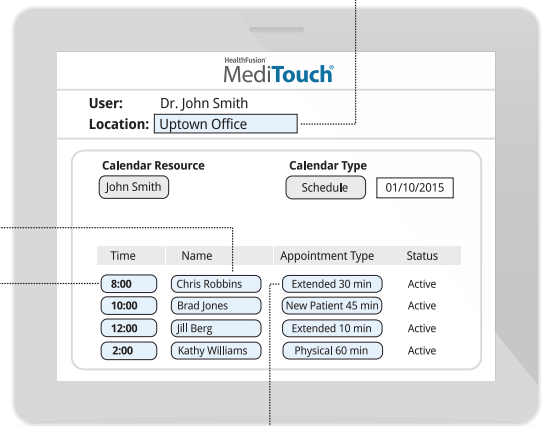 HealthFusion
MediTouch®
User: Dr. John Smith
Location: Uptown Office
Calendar Resource Calendar Type
John Smith Schedule 01/10/2015
Time Name Appointment Type Status
8:00 Chris Robbins Extended 30 min Active
10:00 Brad Jones New Patient 45 min Active
12:00 Jill Berg Extended 10 min Active
2:00 Kathy Williams Physical 60 min Active